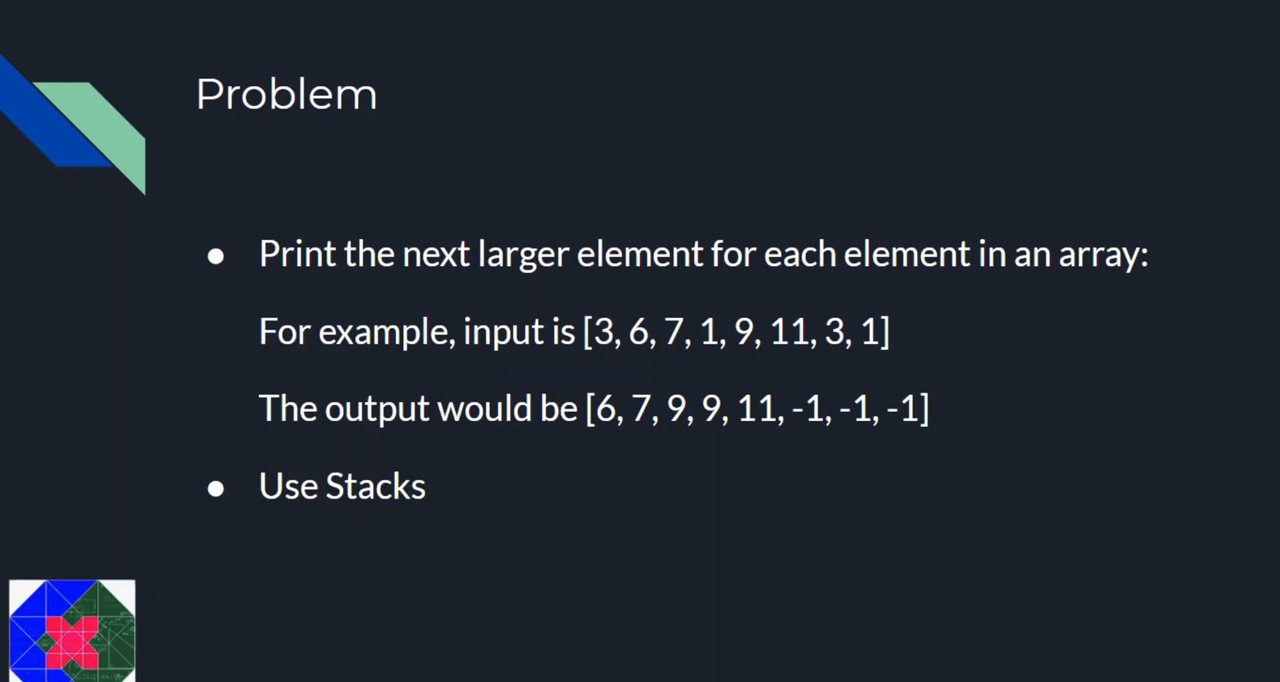 Problem
● Print the next larger element for each element in an array:
For example, input is [3, 6, 7, 1, 9, 11, 3, 1]
The output would be [6, 7, 9, 9, 11, -1, -1, -1]
● Use Stacks